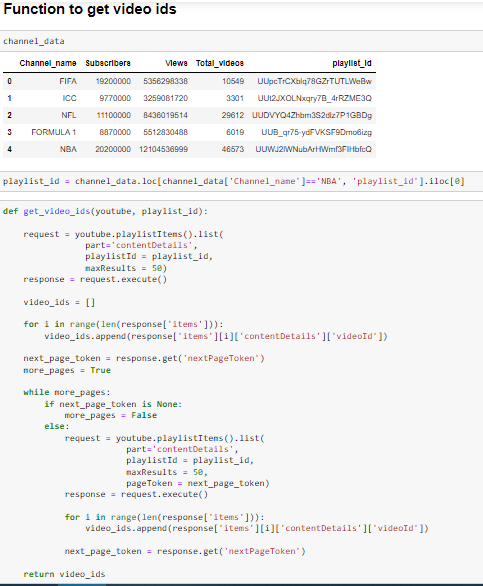 Function to get video ids
channel_data
Channel_name Subscribers Views Total_videos playlist_id
0 FIFA 19200000 5356298338 10549 UUpcTrCXblq78GZrTUTLWeBw
1 ICC 9770000 3259081720 3301 UUt2JXOLNxqry7B_4rRZME3Q
2 NFL 11100000 8436019514 29612 UUDVYQ4Zhbm3S2dlz7P1GBDg
3 FORMULA 1 8870000 5512830488 6019 UUB_qr75-ydFVKSF9Dmo6izg
4 NBA 20200000 12104536999 46573 UUWJ2lWNubArHWmf3FIHbfcQ
playlist_id = channel_data.loc[channel_data['Channel_name']=='NBA', 'playlist_id'].iloc[0]
def get_video_ids(youtube, playlist_id):
request = youtube.playlistItems().list(
part='contentDetails',
playlistId = playlist_id,
maxResults = 50)
response = request.execute()
video_ids = []
for i in range(len(response['items'])):
video_ids.append(response['items'][i]['contentDetails']['videoId'])
next_page_token = response.get('nextPageToken')
more_pages = True
while more_pages:
if next_page_token is None:
more_pages = False
else:
request = youtube.playlistItems().list(
part='contentDetails',
playlistId = playlist_id,
maxResults = 50,
pageToken = next_page_token)
response = request.execute()
for i in range(len(response['items'])):
video_ids.append(response['items'][i]['contentDetails']['videoId'])
next_page_token = response.get('nextPageToken')
return video_ids